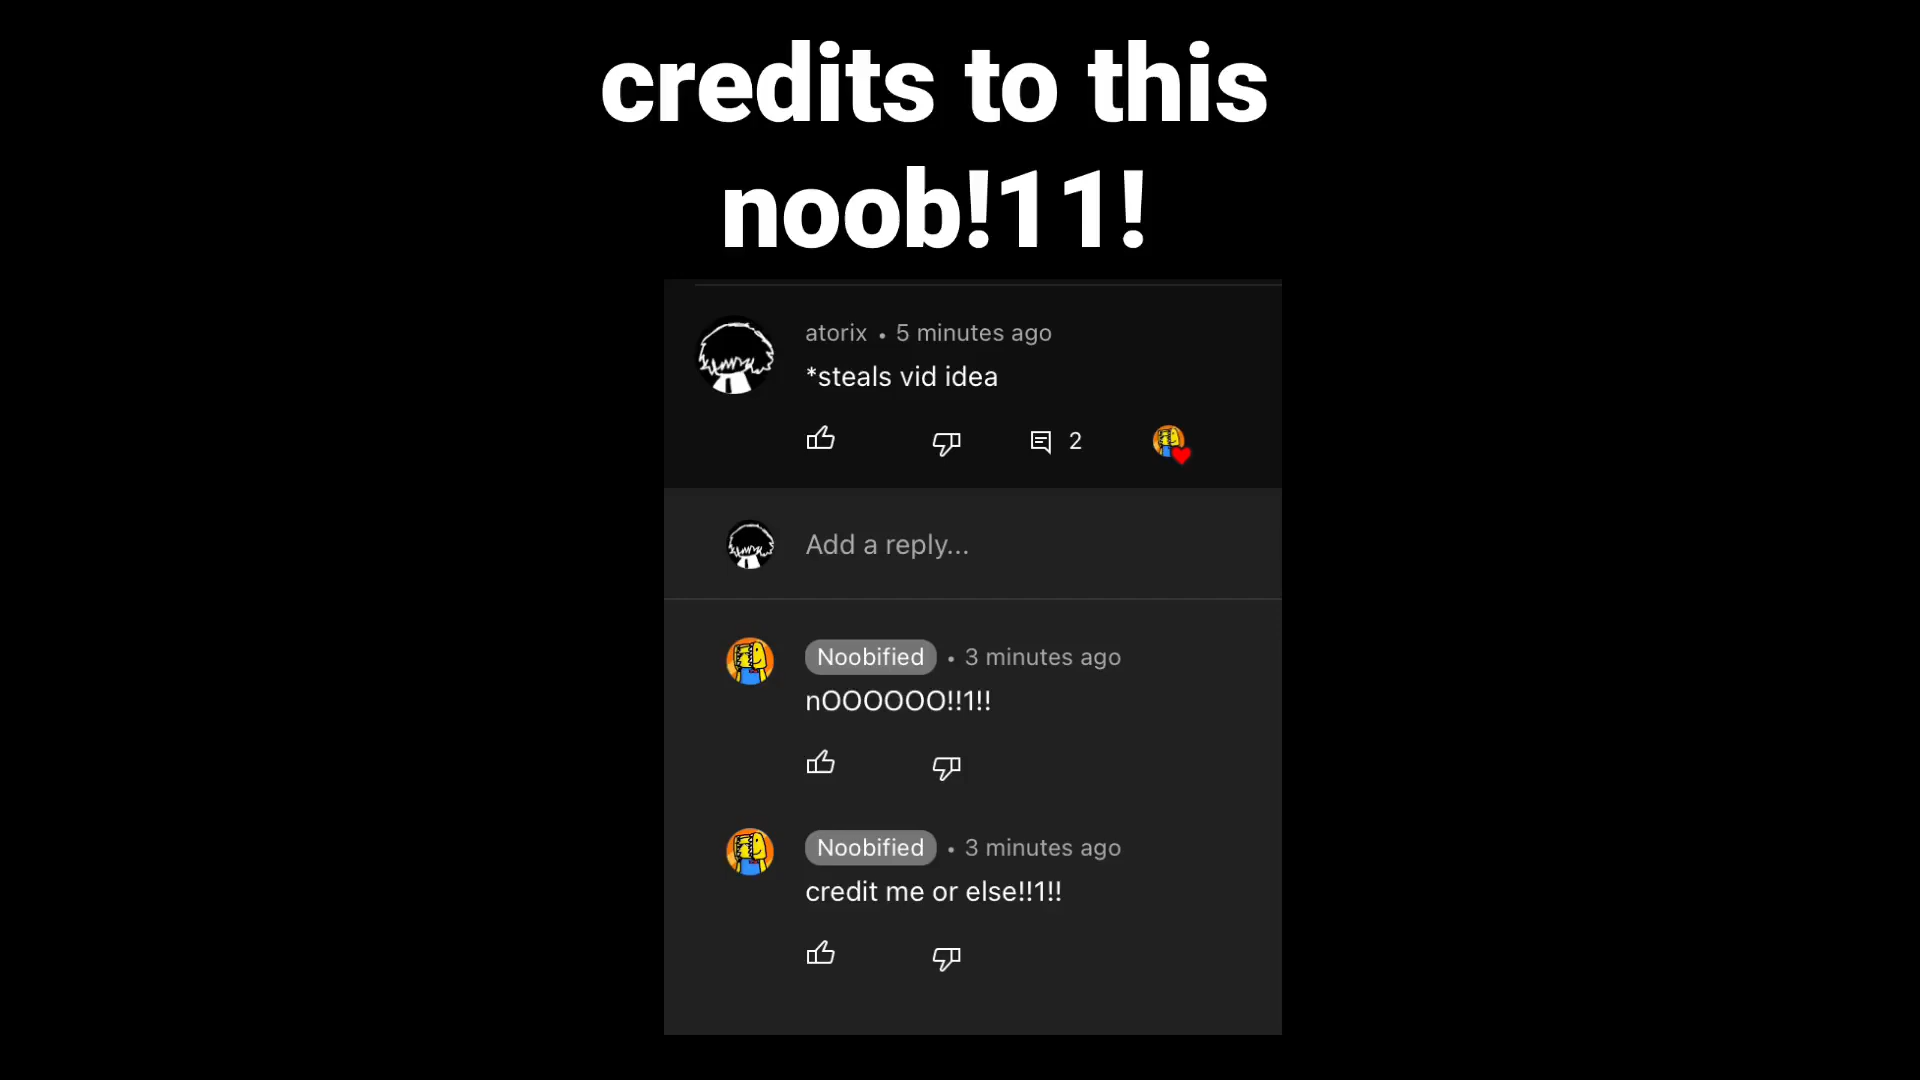 credits to this
noob!11!
atorix • 5 minutes ago
*steals vid idea
2
Add a reply...
Noobified • 3 minutes ago
nOOOOOO!!1!!
Noobified • 3 minutes ago
credit me or else!!1!!